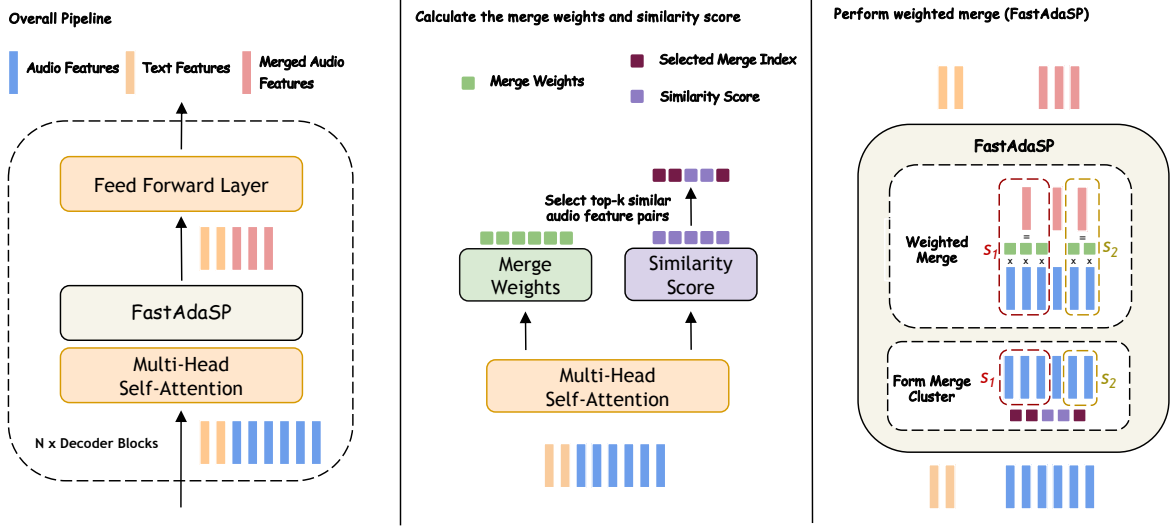 Overall Pipeline
Audio Features
Text Features
Merged Audio
Features
Feed Forward Layer
FastAdaSP
Multi-Head
Self-Attention
N x Decoder Blocks
Calculate the merge weights and similarity score
Merge Weights
Selected Merge Index
Similarity Score
Select top-k similar
audio feature pairs
Merge
Weights
Similarity
Score
Multi-Head
Self-Attention
Perform weighted merge (FastAdaSP)
FastAdaSP
Weighted
Merge
S1
=
=
S2
x x x x x
Form Merge
Cluster
S1
S2